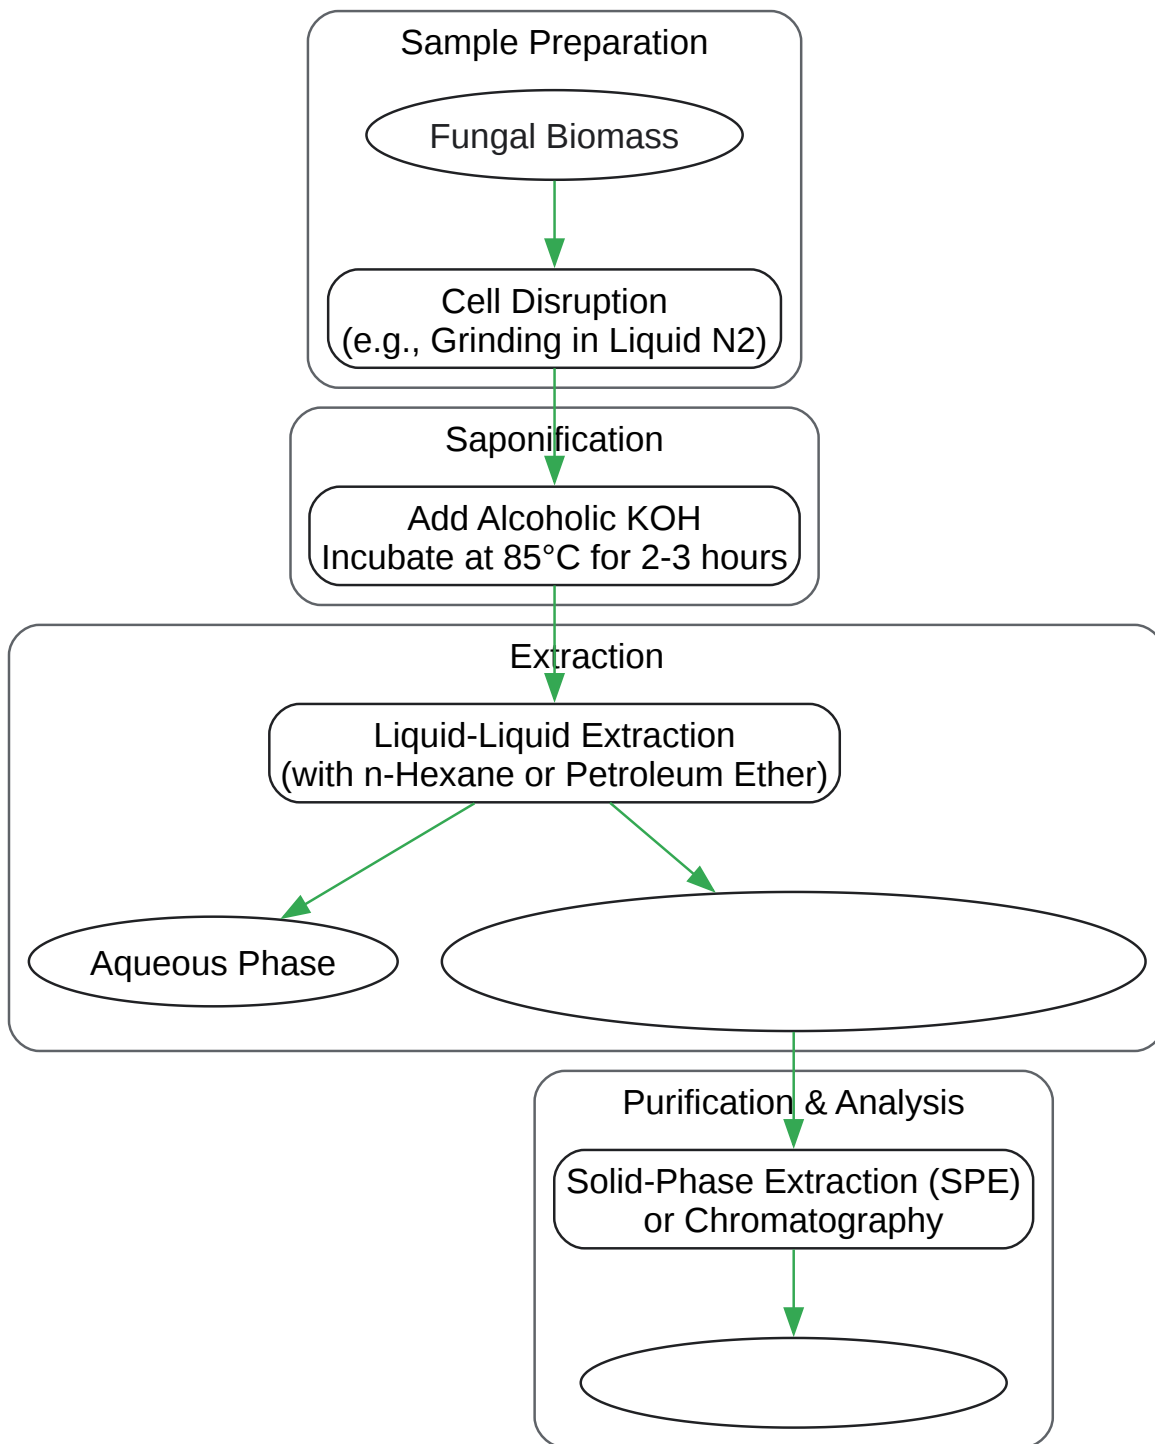 Sample Preparation
Fungal Biomass
Cell Disruption
(e.g., Grinding in Liquid N2)
Saponification
Add Alcoholic KOH
Incubate at 85°C for 2-3 hours
Extraction
Liquid-Liquid Extraction
(with n-Hexane or Petroleum Ether)
Aqueous Phase
Purification & Analysis
Solid-Phase Extraction (SPE)
or Chromatography